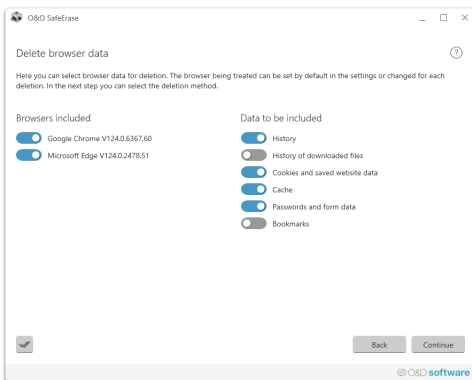 O&O SafeErase
Delete browser data
Here you can select browser data for deletion. The browser being treated can be set by default in the settings or changed for each
deletion. In the next step you can select the deletion method.
Browsers included
Google Chrome V124.0.6367.60
Microsoft Edge V124.0.2478.51
Data to be included
History
History of downloaded files
Cookies and saved website data
Cache
Passwords and form data
Bookmarks
Back
Continue
O&O software